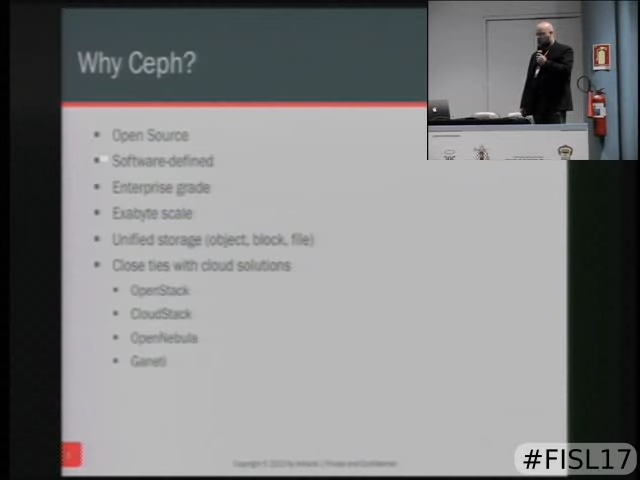 Why Ceph?
• Open Source
• Software-defined
• Enterprise grade
• Exabyte scale
• Unified storage (object, block, file)
• Close ties with cloud solutions
• OpenStack
• CloudStack
• OpenNebula
• Ganeti
#FISL17